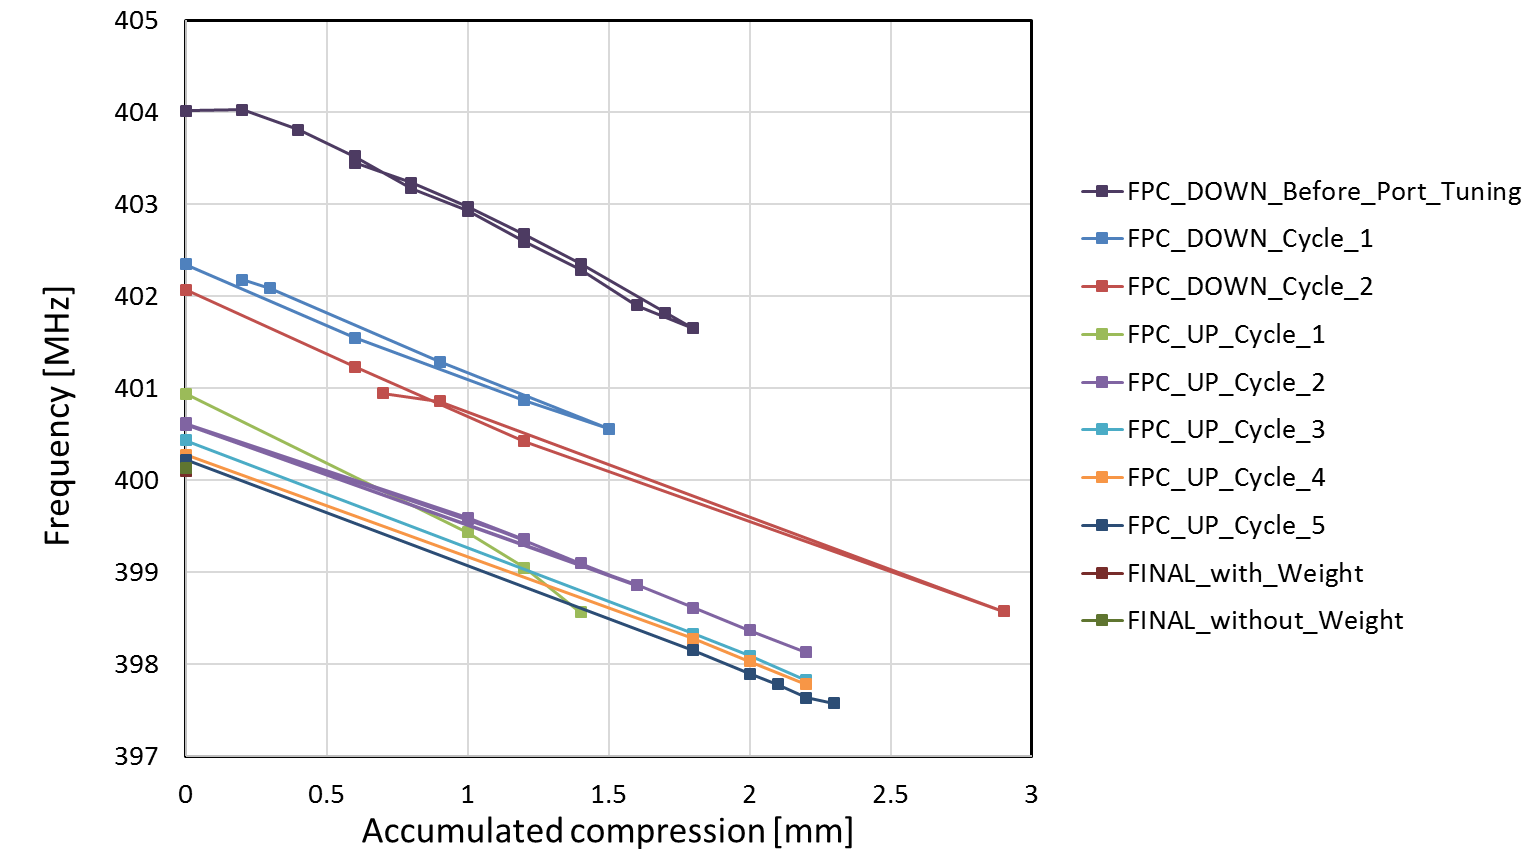 405
404
403
402
401
400
399
398
397
Frequency [MHz]
0 0.5 1 1.5 2 2.5 3
Accumulated compression [mm]
FPC_DOWN_Before_Port_Tuning
FPC_DOWN_Cycle_1
FPC_DOWN_Cycle_2
FPC_UP_Cycle_1
FPC_UP_Cycle_2
FPC_UP_Cycle_3
FPC_UP_Cycle_4
FPC_UP_Cycle_5
FINAL_with_Weight
FINAL_without_Weight